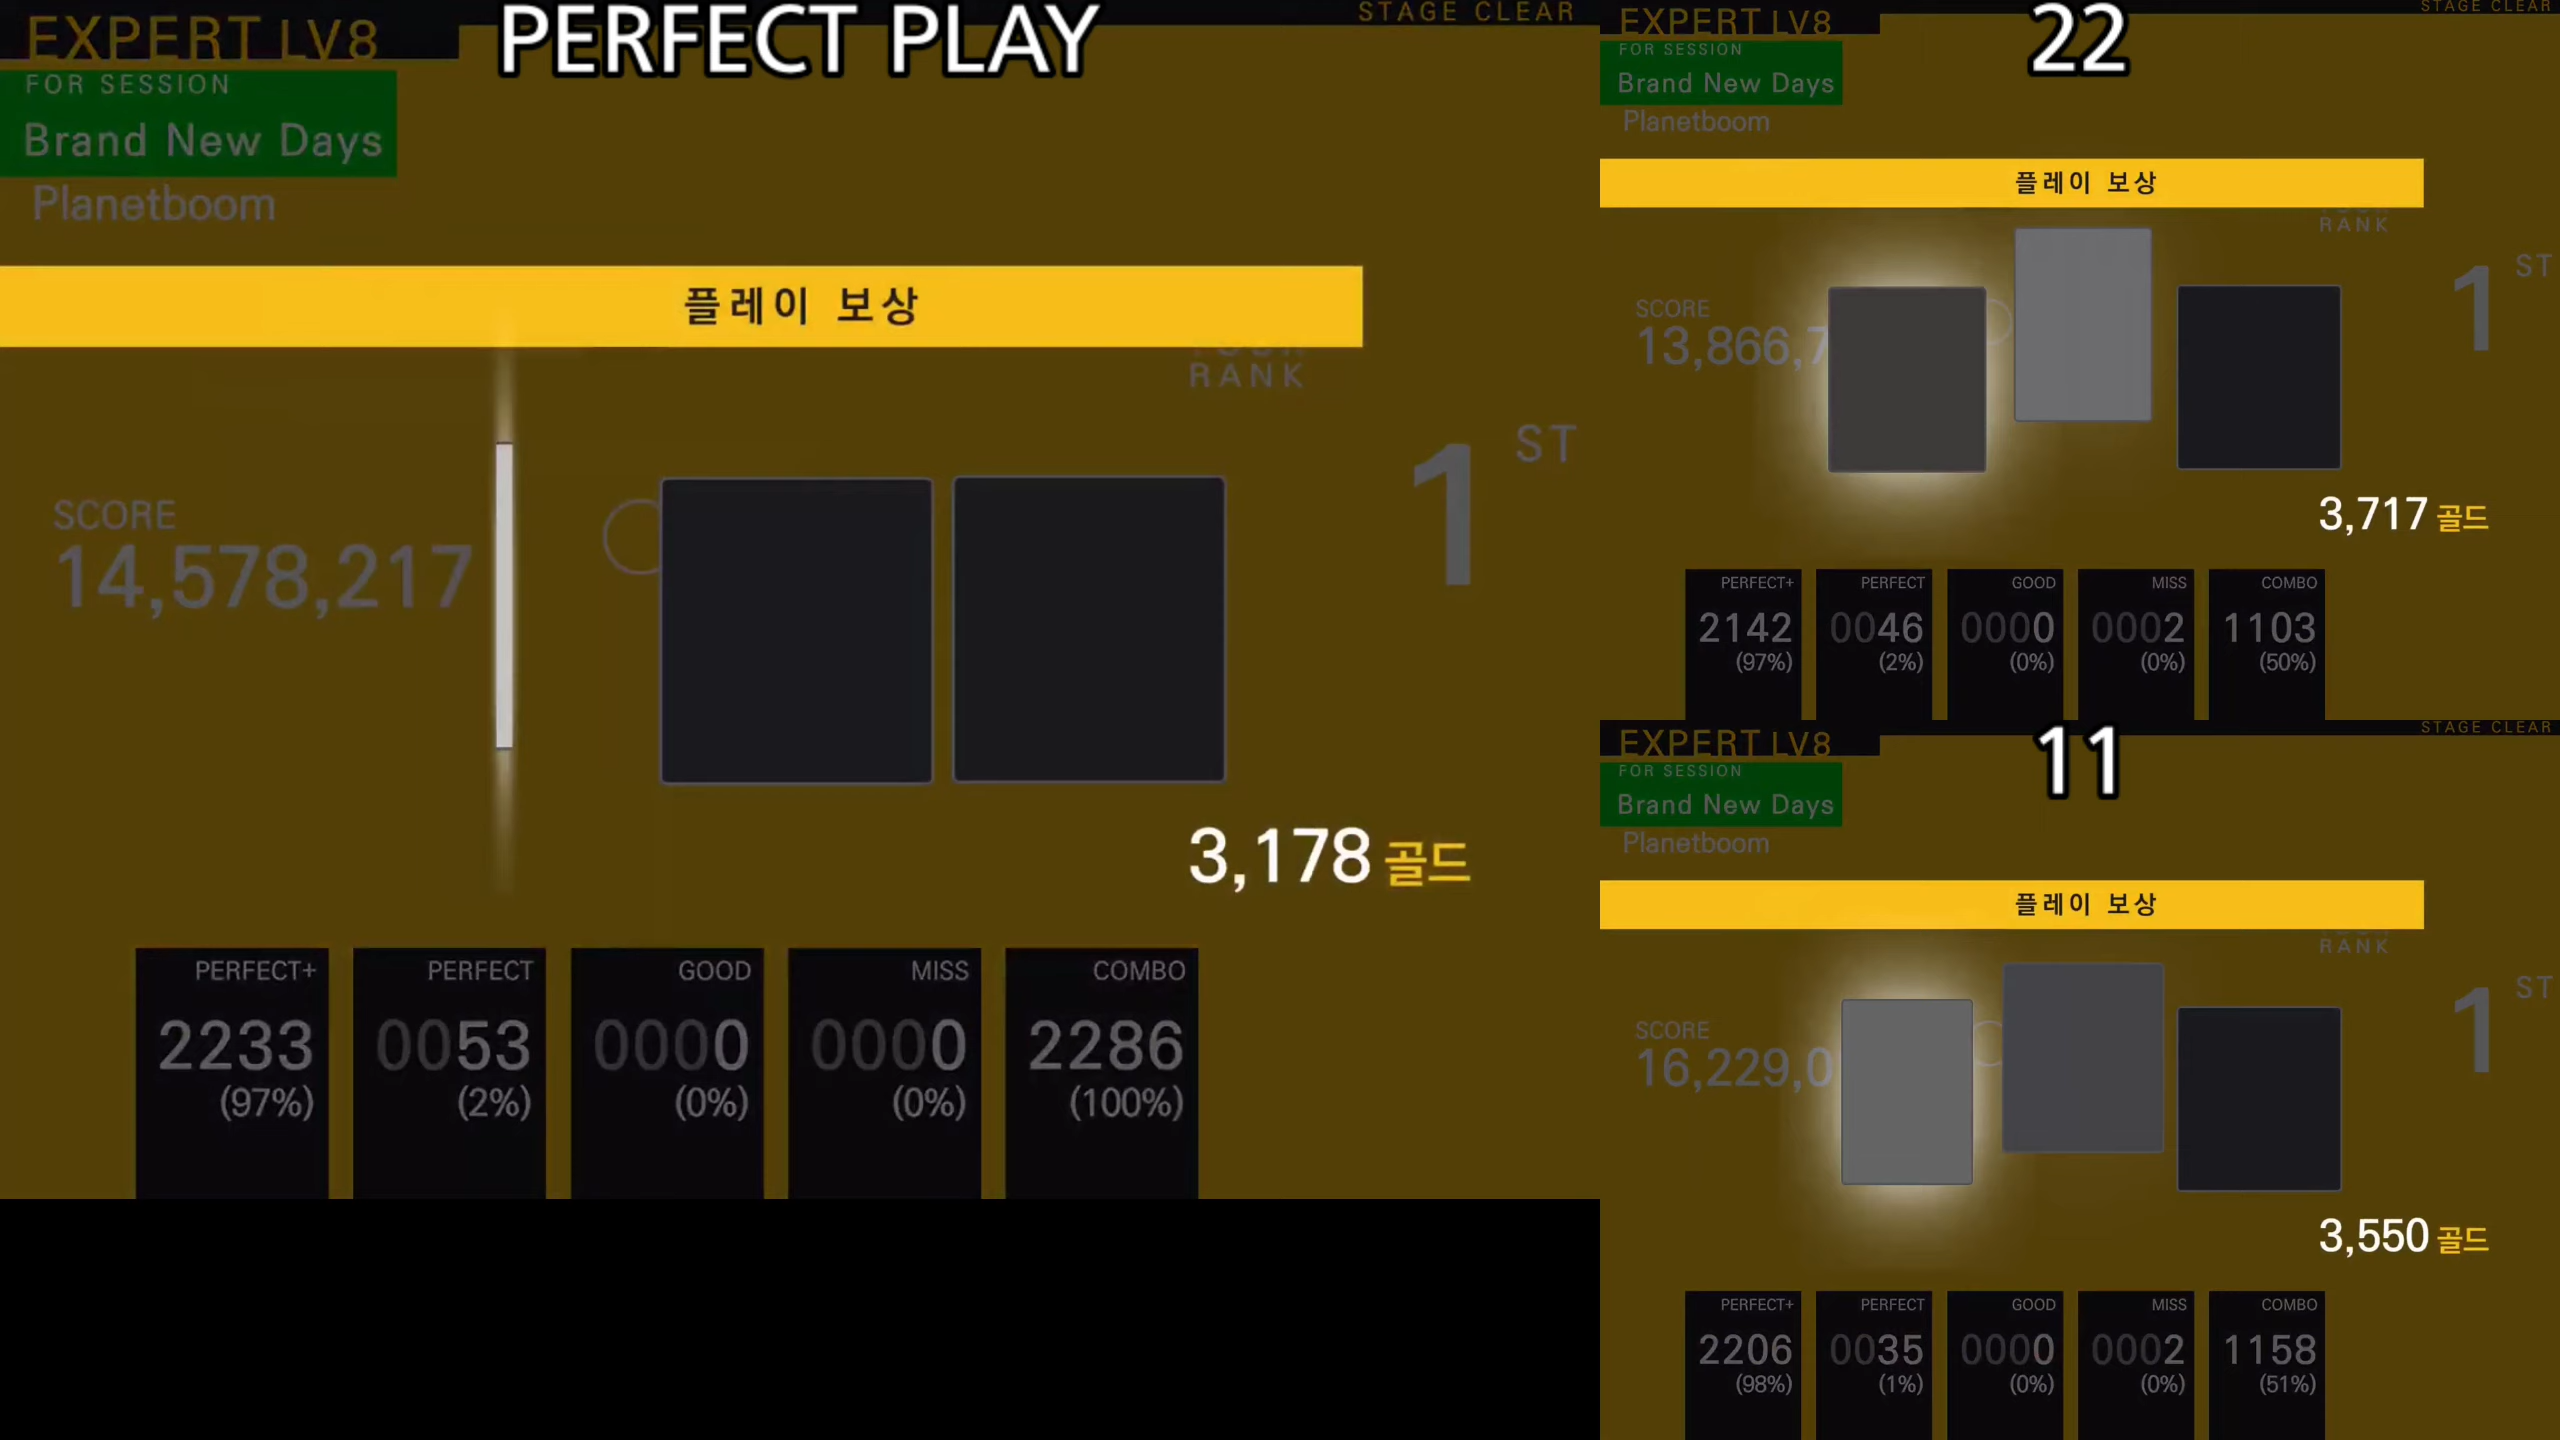 EXPERT LV8
PERFECT PLAY
STAGE CLEAR
FOR SESSION
Brand New Days
Planetboom
플레이 보상
RANK
1 ST
SCORE
14,578,217
3,178 골드
PERFECT+ PERFECT GOOD MISS COMBO
2233 0053 0000 0000 2286
(97%) (2%) (0%) (0%) (100%)
EXPERT LV8
22
STAGE CLEAR
FOR SESSION
Brand New Days
Planetboom
플레이 보상
RANK
1 ST
SCORE
13,866,7
3,717 골드
PERFECT+ PERFECT GOOD MISS COMBO
2142 0046 0000 0002 1103
(97%) (2%) (0%) (0%) (50%)
EXPERT LV8
11
STAGE CLEAR
FOR SESSION
Brand New Days
Planetboom
플레이 보상
RANK
1 ST
SCORE
16,229,0
3,550 골드
PERFECT+ PERFECT GOOD MISS COMBO
2206 0035 0000 0002 1158
(98%) (1%) (0%) (0%) (51%)